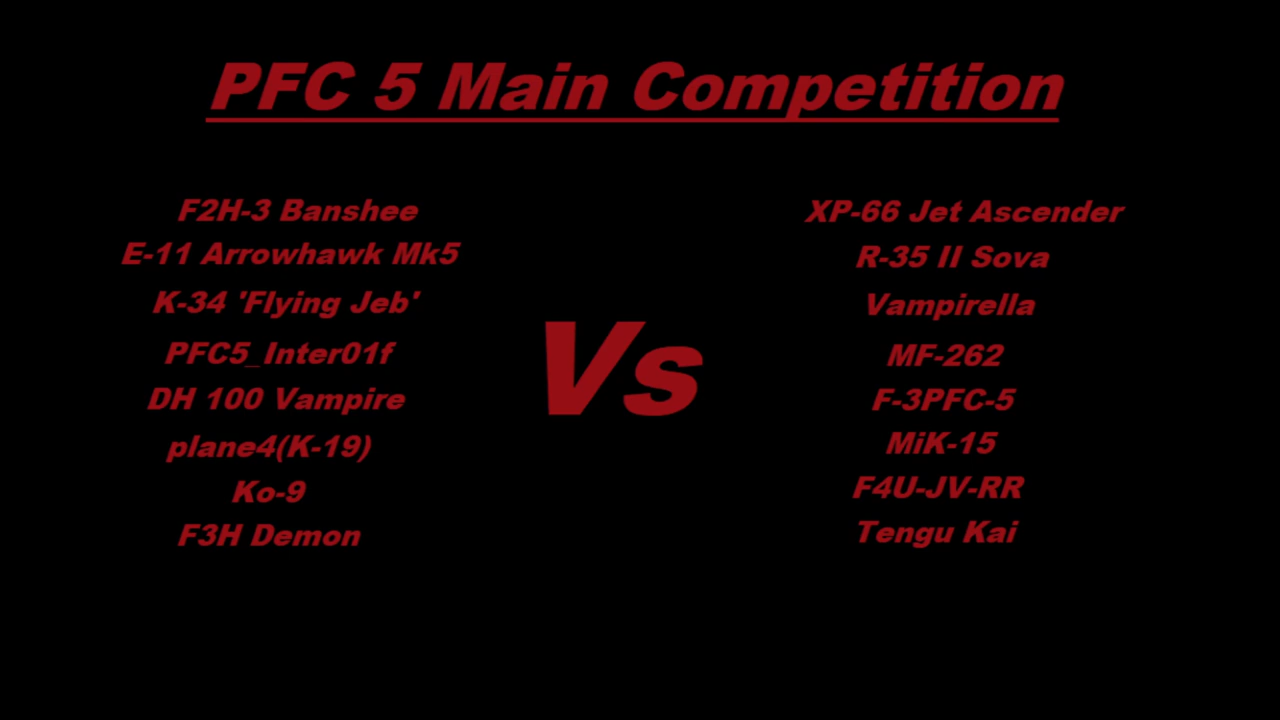 PFC 5 Main Competition
F2H-3 Banshee
E-11 Arrowhawk Mk5
K-34 'Flying Jeb'
PFC5_Inter01f
DH 100 Vampire
plane4(K-19)
Ko-9
F3H Demon
Vs
XP-66 Jet Ascender
R-35 II Sova
Vampirella
MF-262
F-3PFC-5
MiK-15
F4U-JV-RR
Tengu Kai